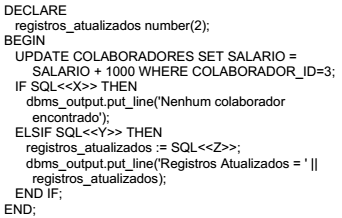 DECLARE
registros_atualizados number(2);
BEGIN
UPDATE COLABORADORES SET SALARIO =
SALARIO + 1000 WHERE COLABORADOR_ID=3;
IF SQL<<X>> THEN
dbms_output.put_line('Nenhum colaborador
encontrado');
ELSIF SQL<<Y>> THEN
registros_atualizados := SQL<<Z>>;
dbms_output.put_line('Registros Atualizados = ' ||
registros_atualizados);
END IF;
END;